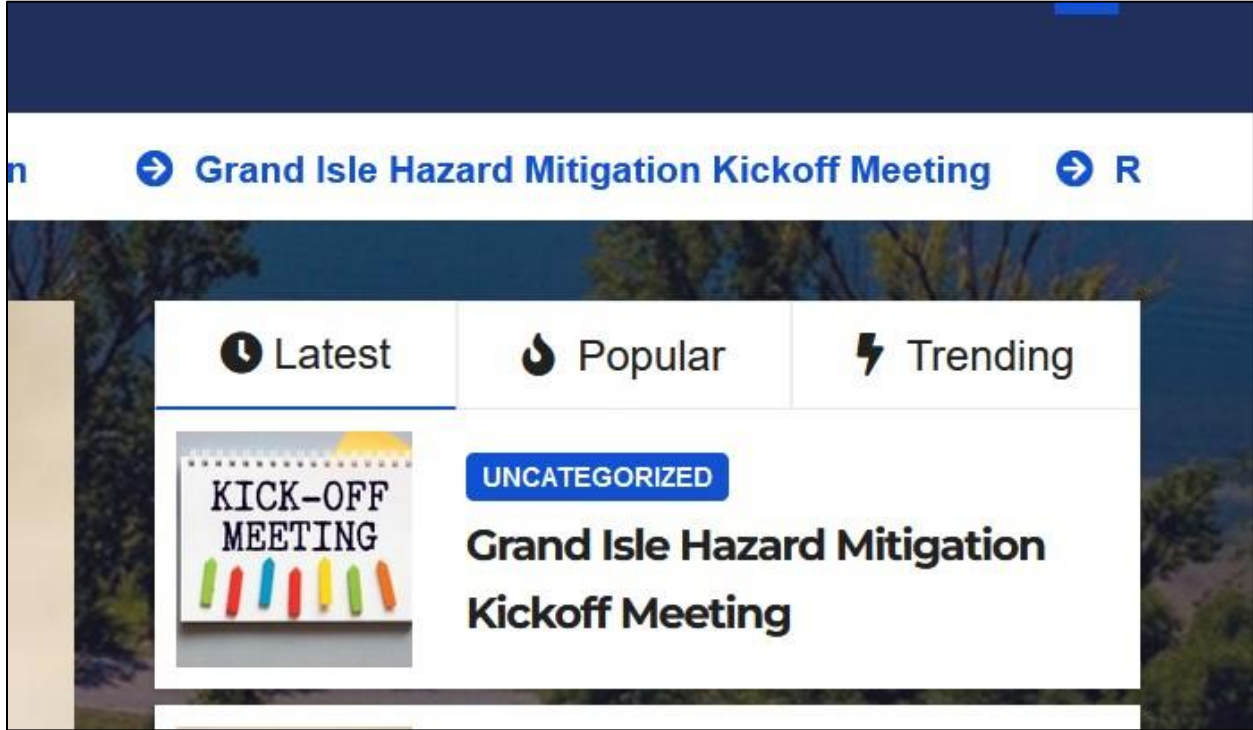 n Grand Isle Hazard Mitigation Kickoff Meeting R
Latest Popular Trending
KICK-OFF
MEETING
UNCATEGORIZED
Grand Isle Hazard Mitigation
Kickoff Meeting